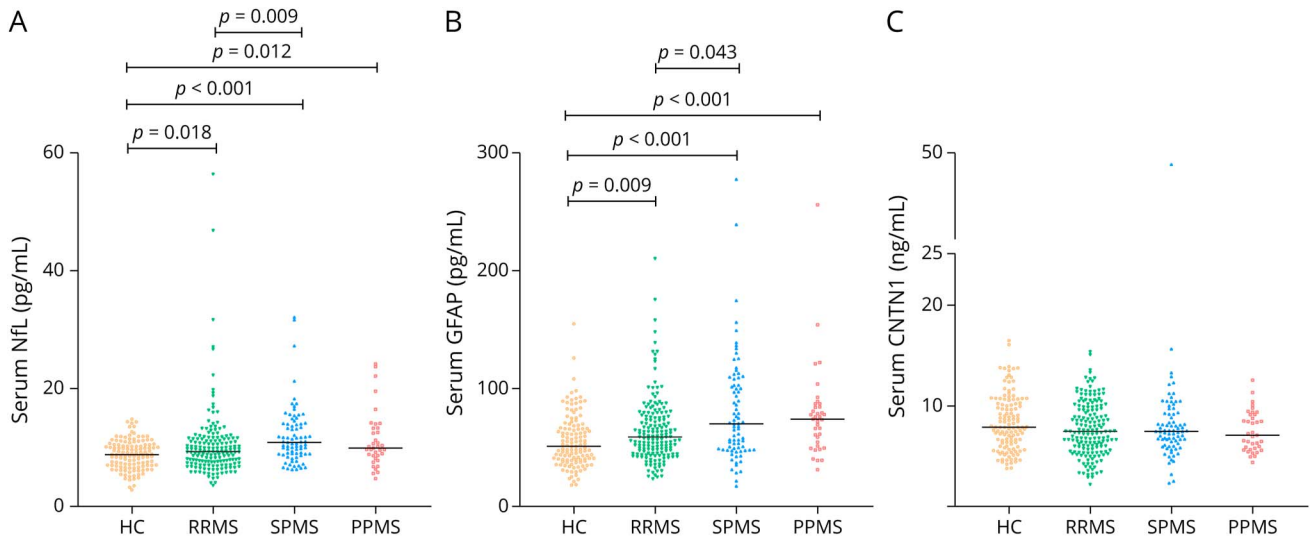 A
p = 0.009
p = 0.012
p < 0.001
p = 0.018
Serum NfL (pg/mL)
60
40
20
0
HC RRMS SPMS PPMS
B
p = 0.043
p < 0.001
p < 0.001
p = 0.009
Serum GFAP (pg/mL)
300
200
100
0
HC RRMS SPMS PPMS
C
Serum CNTN1 (ng/mL)
50
25
20
10
HC RRMS SPMS PPMS